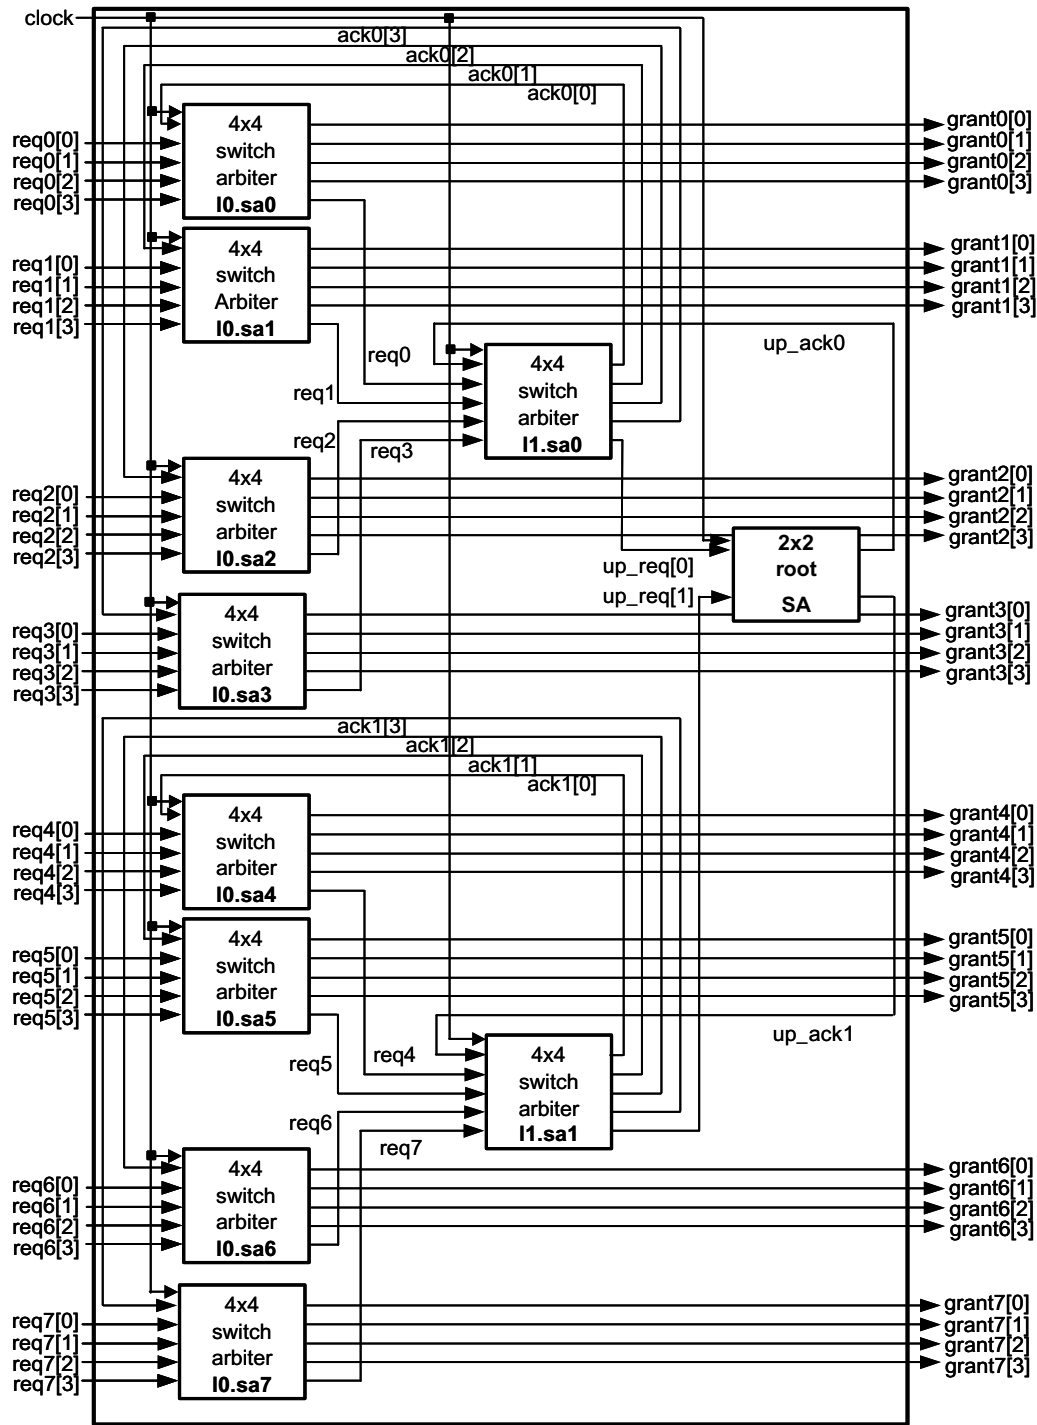 clock
ack0[3]
ack0[2]
ack0[1]
ack0[0]
4x4
switch
arbiter
l0.sa0
req0[0]
req0[1]
req0[2]
req0[3]
grant0[0]
grant0[1]
grant0[2]
grant0[3]
4x4
switch
Arbiter
l0.sa1
req1[0]
req1[1]
req1[2]
req1[3]
grant1[0]
grant1[1]
grant1[2]
grant1[3]
req0
req1
req2
req3
4x4
switch
arbiter
l1.sa0
up_ack0
4x4
switch
arbiter
l0.sa2
req2[0]
req2[1]
req2[2]
req2[3]
grant2[0]
grant2[1]
grant2[2]
grant2[3]
up_req[0]
up_req[1]
2x2
root
SA
4x4
switch
arbiter
l0.sa3
req3[0]
req3[1]
req3[2]
req3[3]
grant3[0]
grant3[1]
grant3[2]
grant3[3]
ack1[3]
ack1[2]
ack1[1]
ack1[0]
4x4
switch
arbiter
l0.sa4
req4[0]
req4[1]
req4[2]
req4[3]
grant4[0]
grant4[1]
grant4[2]
grant4[3]
4x4
switch
arbiter
l0.sa5
req5[0]
req5[1]
req5[2]
req5[3]
grant5[0]
grant5[1]
grant5[2]
grant5[3]
req4
req5
req6
req7
4x4
switch
arbiter
l1.sa1
up_ack1
4x4
switch
arbiter
l0.sa6
req6[0]
req6[1]
req6[2]
req6[3]
grant6[0]
grant6[1]
grant6[2]
grant6[3]
4x4
switch
arbiter
l0.sa7
req7[0]
req7[1]
req7[2]
req7[3]
grant7[0]
grant7[1]
grant7[2]
grant7[3]